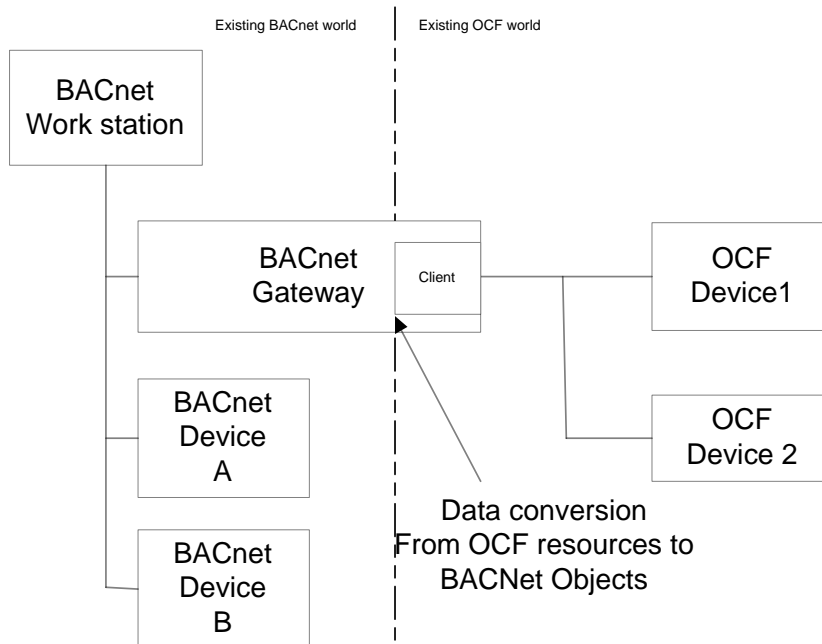 Existing BACnet world
Existing OCF world
BACnet
Work station
BACnet
Gateway
Client
OCF
Device1
BACnet
Device
A
OCF
Device 2
Data conversion
From OCF resources to
BACNet Objects
BACnet
Device
B